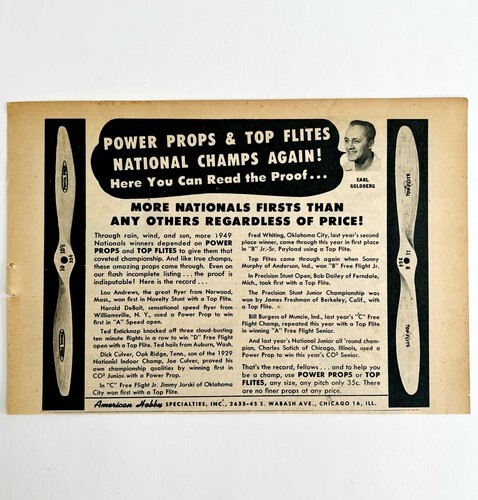 POWER PROPS & TOP FLITES
NATIONAL CHAMPS AGAIN!
Here You Can Read the Proof...
CARL
GOLDBERG
MORE NATIONALS FIRSTS THAN
ANY OTHERS REGARDLESS OF PRICE!
Through rain, wind, and sun, more 1949
Nationals winners depended on POWER
PROPS and TOP FLITES to give them that
coveted championship. And like true champs,
these amazing props came through. Even on
our flash incomplete listing . . . the proof is
indisputable! Here is the record . . .
Lou Andrews, the great flyer from Norwood,
Mass., won first in Novelty Stunt with a Top Flite.
Harold DeBolt, sensational speed flyer from
Williamsville, N. Y., used a Power Prop to win
first in "A" Speed open.
Ted Enticknap knocked off three cloud-busting
ten minute flights in a row to win "D" Free Flight
open with a Top Flite. Ted hails from Auburn, Wash.
Dick Culver, Oak Ridge, Tenn., son of the 1929
National Indoor Champ, Joe Culver, proved his
own championship qualities by winning first in
CO² Junior with a Power Prop.
In "C" Free Flight Jr. Jimmy Jorski of Oklahoma
City won first with a Top Flite.
Fred Whiting, Oklahoma City, last year's second
place winner, came through this year in first place
in "B" Jr.-Sr. Payload using a Top Flite.
Top Flites came through again when Sonny
Murphy of Anderson, Ind., won "B" Free Flight Jr.
In Precision Stunt Open, Bob Dailey of Ferndale,
Mich., took first with a Top Flite.
The Precision Stunt Junior Championship was
won by James Freshman of Berkeley, Calif., with
a Top Flite.
Bill Burgess of Muncie, Ind., last year's "C" Free
Flight Champ, repeated this year with a Top Flite
in winning "A" Free Flight Senior.
And last year's National Junior all 'round cham-
pion, Charles Sotich of Chicago, Illinois, used a
Power Prop to win this year's CO² Senior.
That's the record, fellows . . . and to help you
be a champ, use POWER PROPS or TOP
FLITES, any size, any pitch only 35c. There
are no finer props at any price.
American Hobby SPECIALTIES, INC., 2635-45 S. WABASH AVE., CHICAGO 16, ILL.
TOP FLITE
TOP FLITE